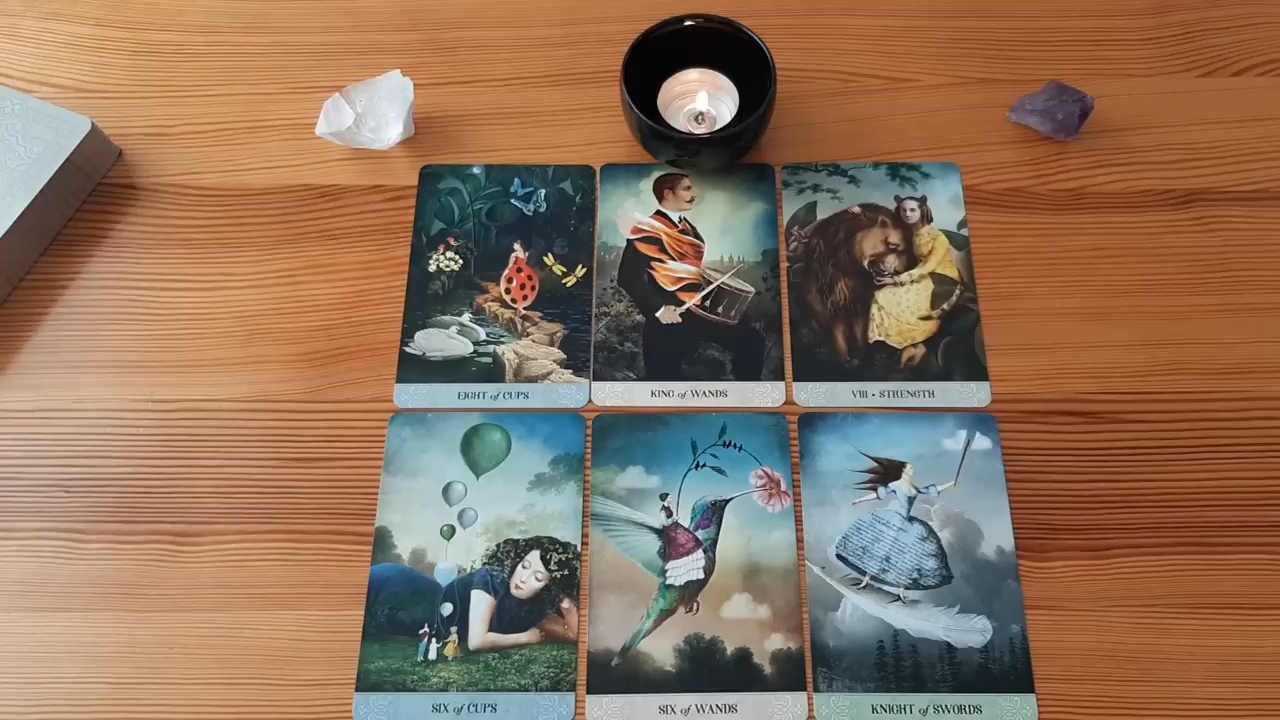 EIGHT of CUPS
KING of WANDS
VIII - STRENGTH
SIX of CUPS
SIX of WANDS
KNIGHT of SWORDS